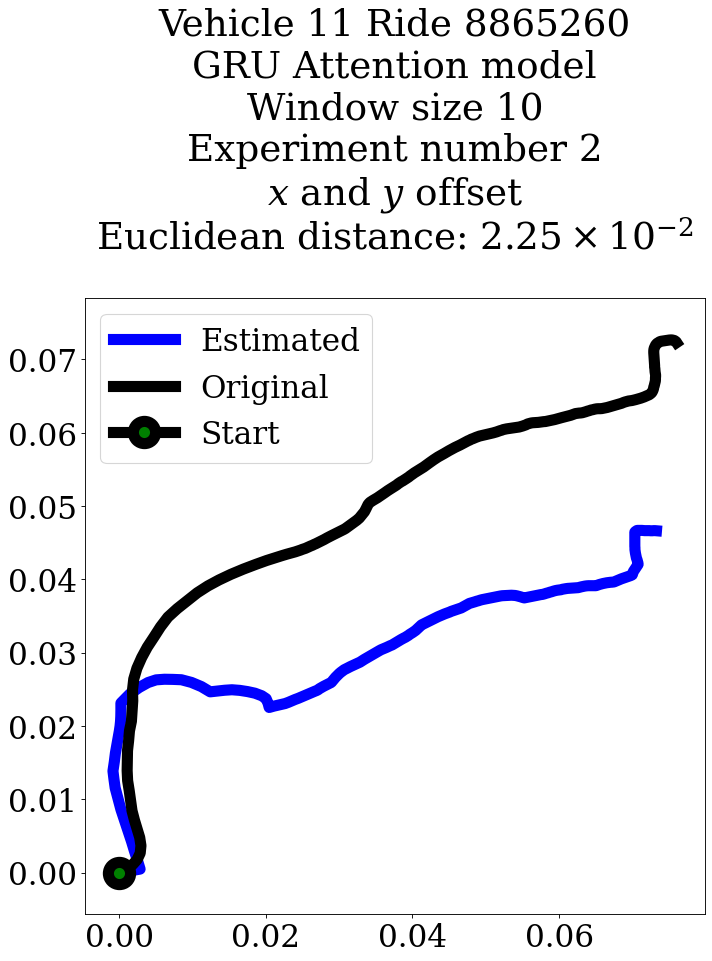 Vehicle 11 Ride 8865260
GRU Attention model
Window size 10
Experiment number 2
x and y offset
Euclidean distance: 2.25 × 10⁻²
Estimated
Original
Start
0.07
0.06
0.05
0.04
0.03
0.02
0.01
0.00
0.00 0.02 0.04 0.06